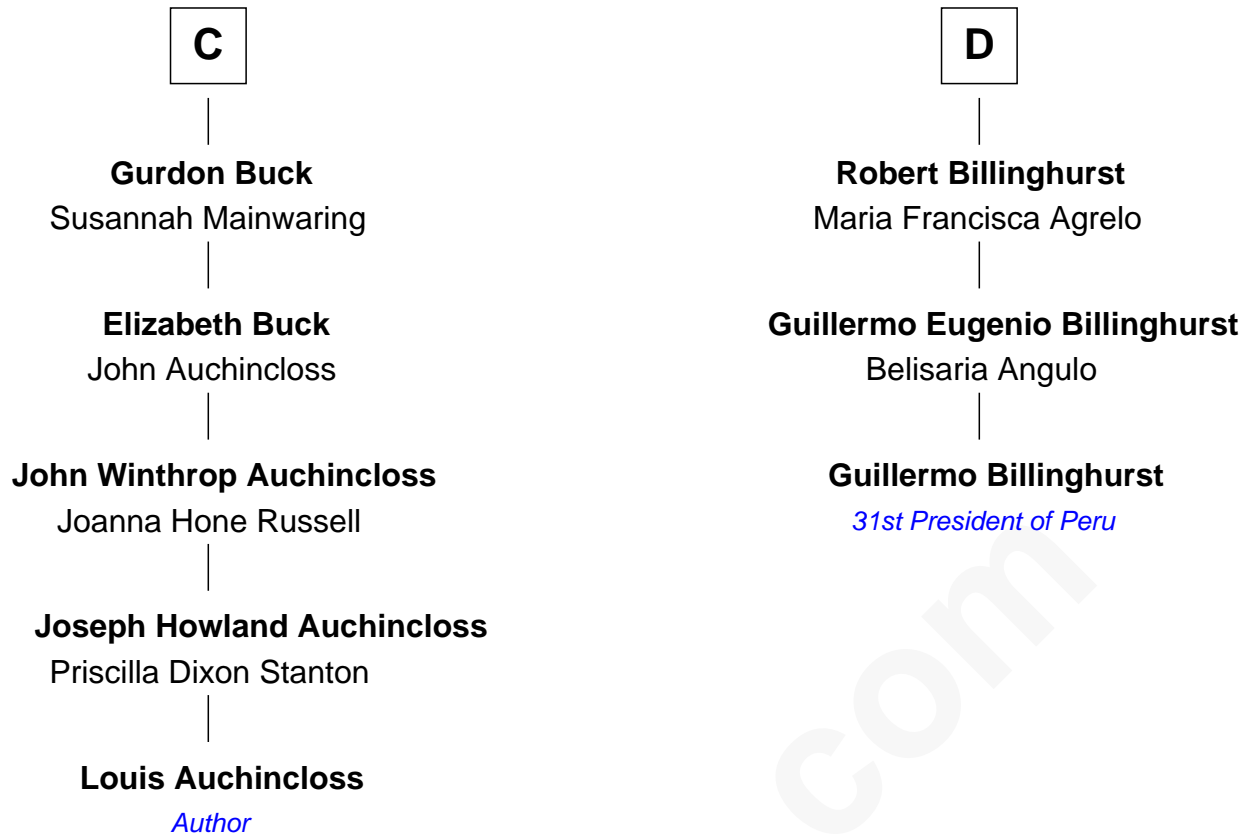 C
Gurdon Buck
Susannah Mainwaring
Elizabeth Buck
John Auchincloss
John Winthrop Auchincloss
Joanna Hone Russell
Joseph Howland Auchincloss
Priscilla Dixon Stanton
Louis Auchincloss
Author
D
Robert Billinghurst
Maria Francisca Agrelo
Guillermo Eugenio Billinghurst
Belisaria Angulo
Guillermo Billinghurst
31st President of Peru
com